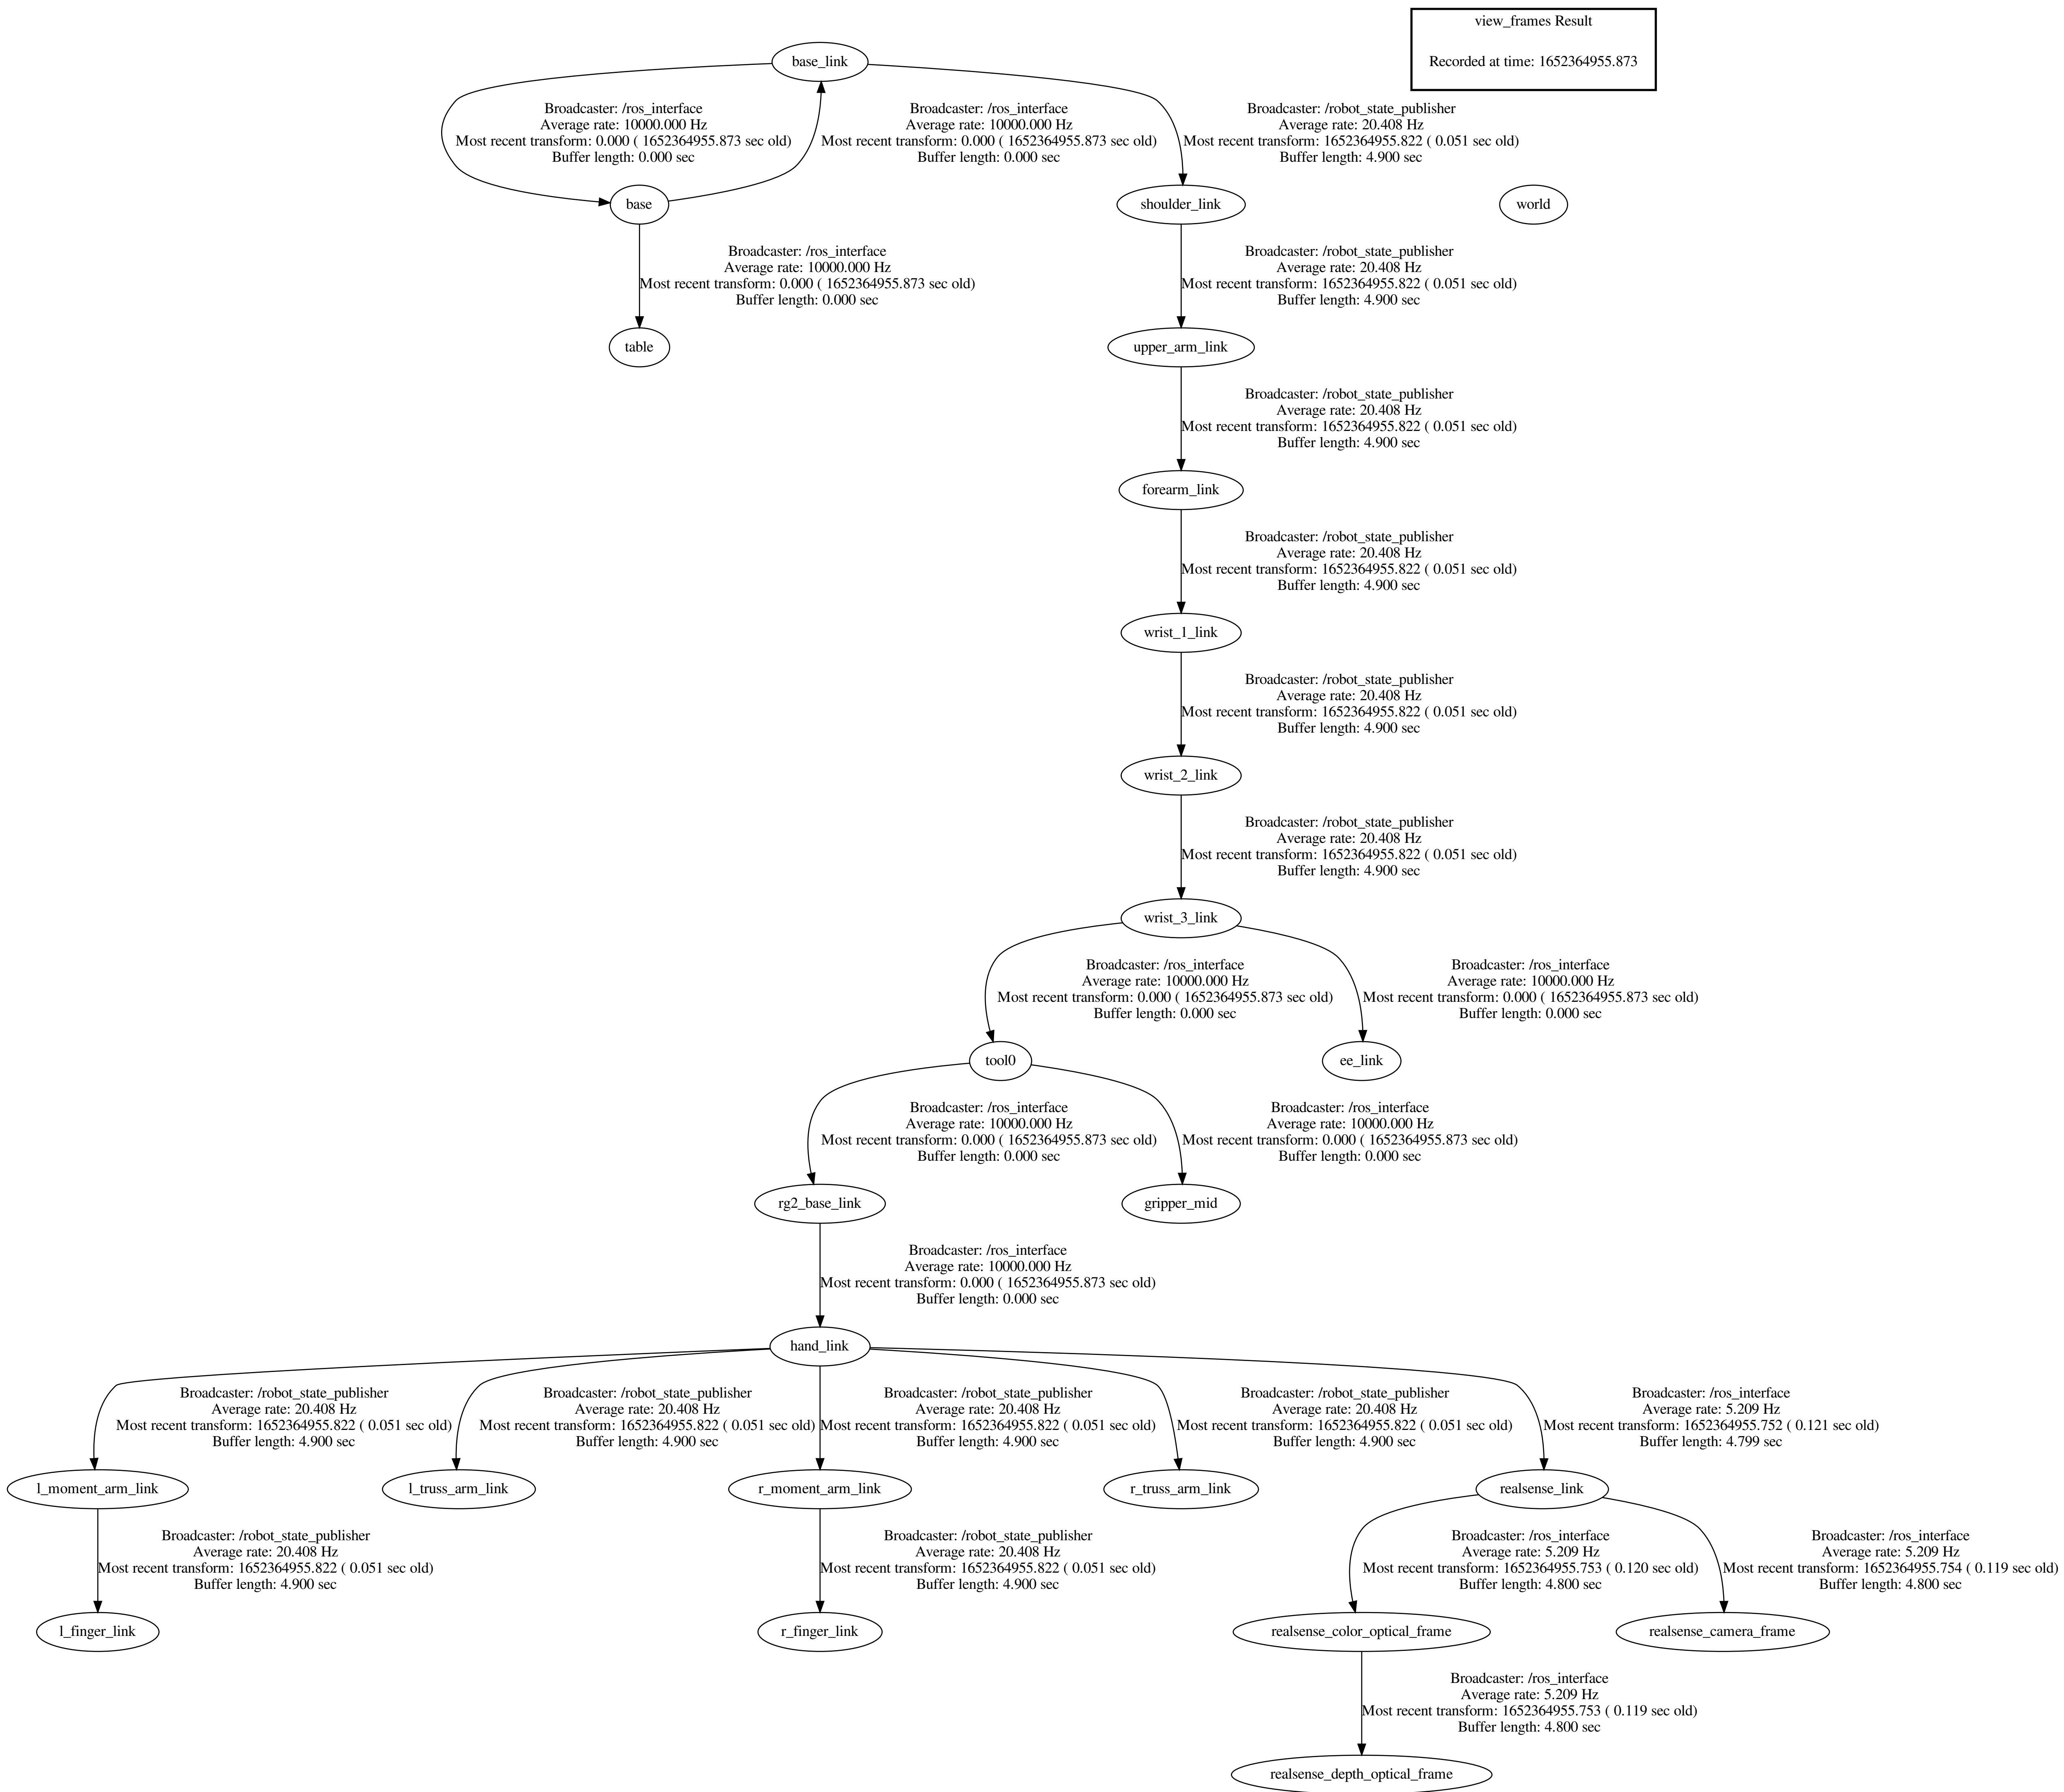 view_frames Result
Recorded at time: 1652364955.873
base_link
Broadcaster: /ros_interface
Average rate: 10000.000 Hz
Most recent transform: 0.000 ( 1652364955.873 sec old)
Buffer length: 0.000 sec
Broadcaster: /ros_interface
Average rate: 10000.000 Hz
Most recent transform: 0.000 ( 1652364955.873 sec old)
Buffer length: 0.000 sec
Broadcaster: /robot_state_publisher
Average rate: 20.408 Hz
Most recent transform: 1652364955.822 ( 0.051 sec old)
Buffer length: 4.900 sec
base
shoulder_link
world
Broadcaster: /ros_interface
Average rate: 10000.000 Hz
Most recent transform: 0.000 ( 1652364955.873 sec old)
Buffer length: 0.000 sec
Broadcaster: /robot_state_publisher
Average rate: 20.408 Hz
Most recent transform: 1652364955.822 ( 0.051 sec old)
Buffer length: 4.900 sec
table
upper_arm_link
Broadcaster: /robot_state_publisher
Average rate: 20.408 Hz
Most recent transform: 1652364955.822 ( 0.051 sec old)
Buffer length: 4.900 sec
forearm_link
Broadcaster: /robot_state_publisher
Average rate: 20.408 Hz
Most recent transform: 1652364955.822 ( 0.051 sec old)
Buffer length: 4.900 sec
wrist_1_link
Broadcaster: /robot_state_publisher
Average rate: 20.408 Hz
Most recent transform: 1652364955.822 ( 0.051 sec old)
Buffer length: 4.900 sec
wrist_2_link
Broadcaster: /robot_state_publisher
Average rate: 20.408 Hz
Most recent transform: 1652364955.822 ( 0.051 sec old)
Buffer length: 4.900 sec
wrist_3_link
Broadcaster: /ros_interface
Average rate: 10000.000 Hz
Most recent transform: 0.000 ( 1652364955.873 sec old)
Buffer length: 0.000 sec
Broadcaster: /ros_interface
Average rate: 10000.000 Hz
Most recent transform: 0.000 ( 1652364955.873 sec old)
Buffer length: 0.000 sec
tool0
ee_link
Broadcaster: /ros_interface
Average rate: 10000.000 Hz
Most recent transform: 0.000 ( 1652364955.873 sec old)
Buffer length: 0.000 sec
Broadcaster: /ros_interface
Average rate: 10000.000 Hz
Most recent transform: 0.000 ( 1652364955.873 sec old)
Buffer length: 0.000 sec
rg2_base_link
gripper_mid
Broadcaster: /ros_interface
Average rate: 10000.000 Hz
Most recent transform: 0.000 ( 1652364955.873 sec old)
Buffer length: 0.000 sec
hand_link
Broadcaster: /robot_state_publisher
Average rate: 20.408 Hz
Most recent transform: 1652364955.822 ( 0.051 sec old)
Buffer length: 4.900 sec
Broadcaster: /robot_state_publisher
Average rate: 20.408 Hz
Most recent transform: 1652364955.822 ( 0.051 sec old)
Buffer length: 4.900 sec
Broadcaster: /robot_state_publisher
Average rate: 20.408 Hz
Most recent transform: 1652364955.822 ( 0.051 sec old)
Buffer length: 4.900 sec
Broadcaster: /robot_state_publisher
Average rate: 20.408 Hz
Most recent transform: 1652364955.822 ( 0.051 sec old)
Buffer length: 4.900 sec
Broadcaster: /ros_interface
Average rate: 5.209 Hz
Most recent transform: 1652364955.752 ( 0.121 sec old)
Buffer length: 4.799 sec
l_moment_arm_link
l_truss_arm_link
r_moment_arm_link
r_truss_arm_link
realsense_link
Broadcaster: /robot_state_publisher
Average rate: 20.408 Hz
Most recent transform: 1652364955.822 ( 0.051 sec old)
Buffer length: 4.900 sec
Broadcaster: /robot_state_publisher
Average rate: 20.408 Hz
Most recent transform: 1652364955.822 ( 0.051 sec old)
Buffer length: 4.900 sec
Broadcaster: /ros_interface
Average rate: 5.209 Hz
Most recent transform: 1652364955.753 ( 0.120 sec old)
Buffer length: 4.800 sec
Broadcaster: /ros_interface
Average rate: 5.209 Hz
Most recent transform: 1652364955.754 ( 0.119 sec old)
Buffer length: 4.800 sec
l_finger_link
r_finger_link
realsense_color_optical_frame
realsense_camera_frame
Broadcaster: /ros_interface
Average rate: 5.209 Hz
Most recent transform: 1652364955.753 ( 0.119 sec old)
Buffer length: 4.800 sec
realsense_depth_optical_frame